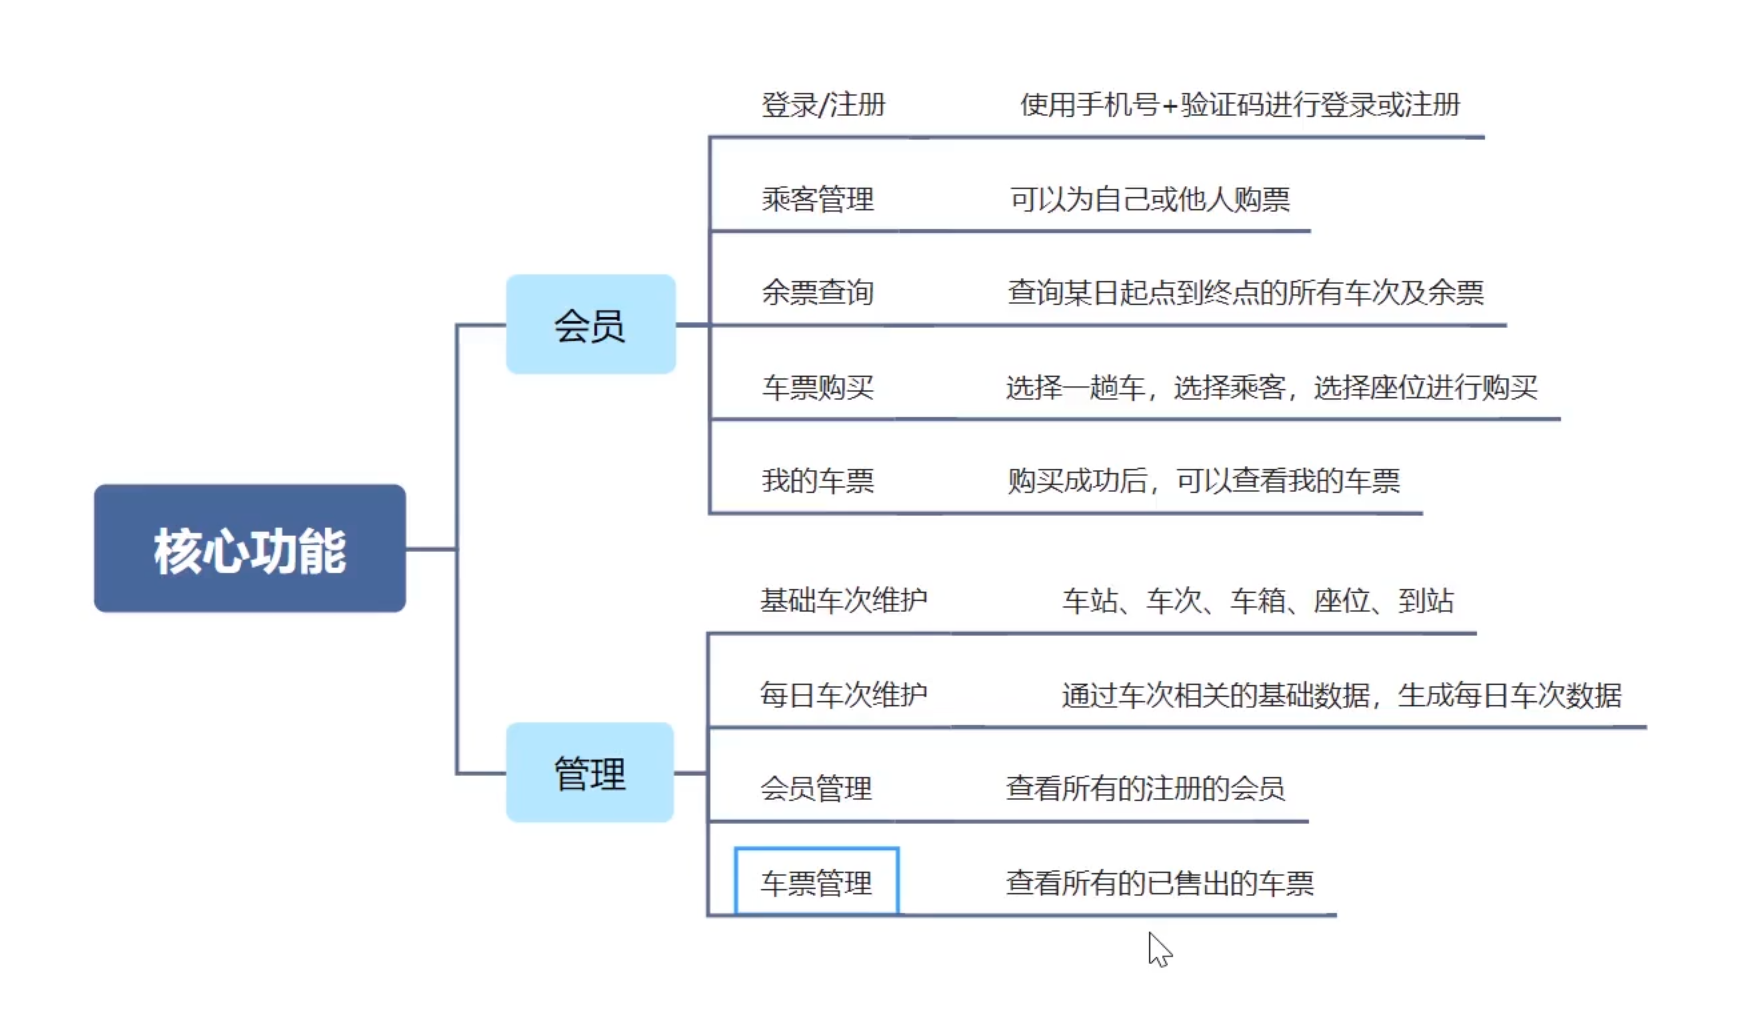 核心功能
会员
登录/注册 使用手机号+验证码进行登录或注册
乘客管理 可以为自己或他人购票
余票查询 查询某日起点到终点的所有车次及余票
车票购买 选择一趟车，选择乘客，选择座位进行购买
我的车票 购买成功后，可以查看我的车票
管理
基础车次维护 车站、车次、车箱、座位、到站
每日车次维护 通过车次相关的基础数据，生成每日车次数据
会员管理 查看所有的注册的会员
车票管理 查看所有的已售出的车票